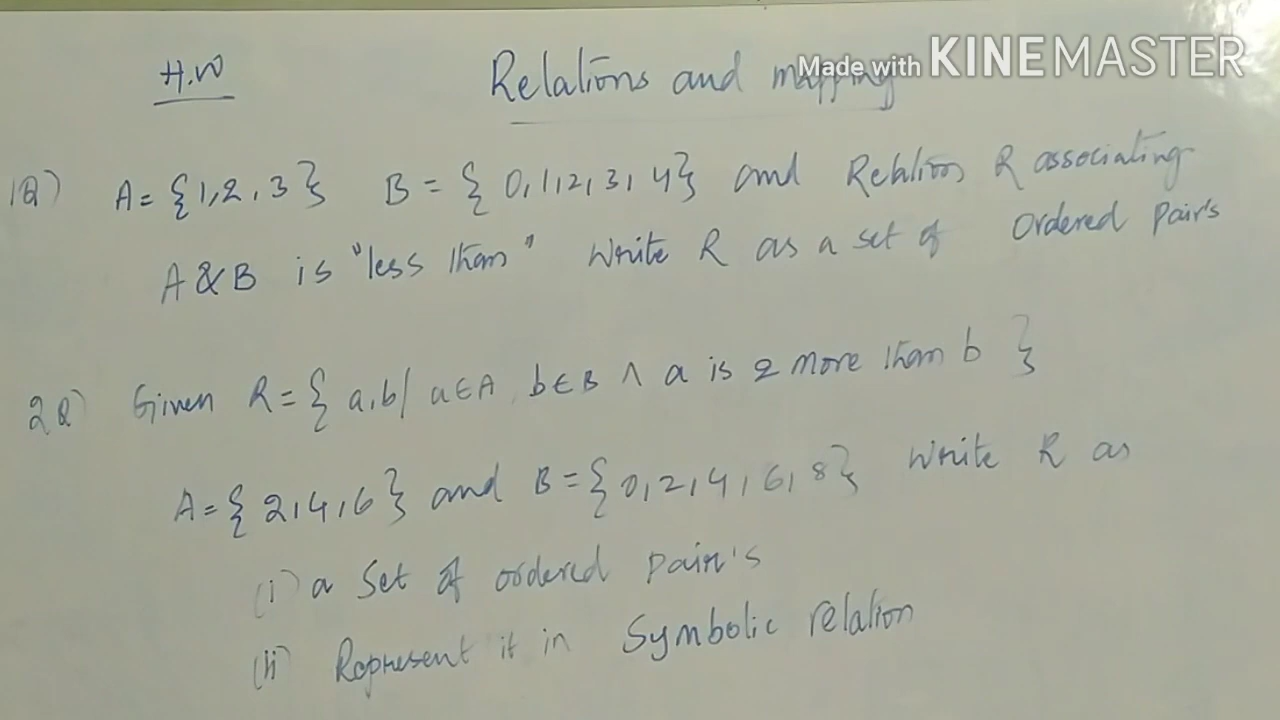 H.W
Relations and mapping
Made with KINEMASTER
1Q) A = {1, 2, 3} B = {0, 1, 2, 3, 4} and Relation R associating
A & B is "less than" Write R as a set of ordered pair's
2Q) Given R = { a, b / a ∈ A, b ∈ B ∧ a is 2 more than b }
A = {2, 4, 6} and B = {0, 2, 4, 6, 8} Write R as
(i) a set of ordered pair's
(ii) Represent it in Symbolic relation